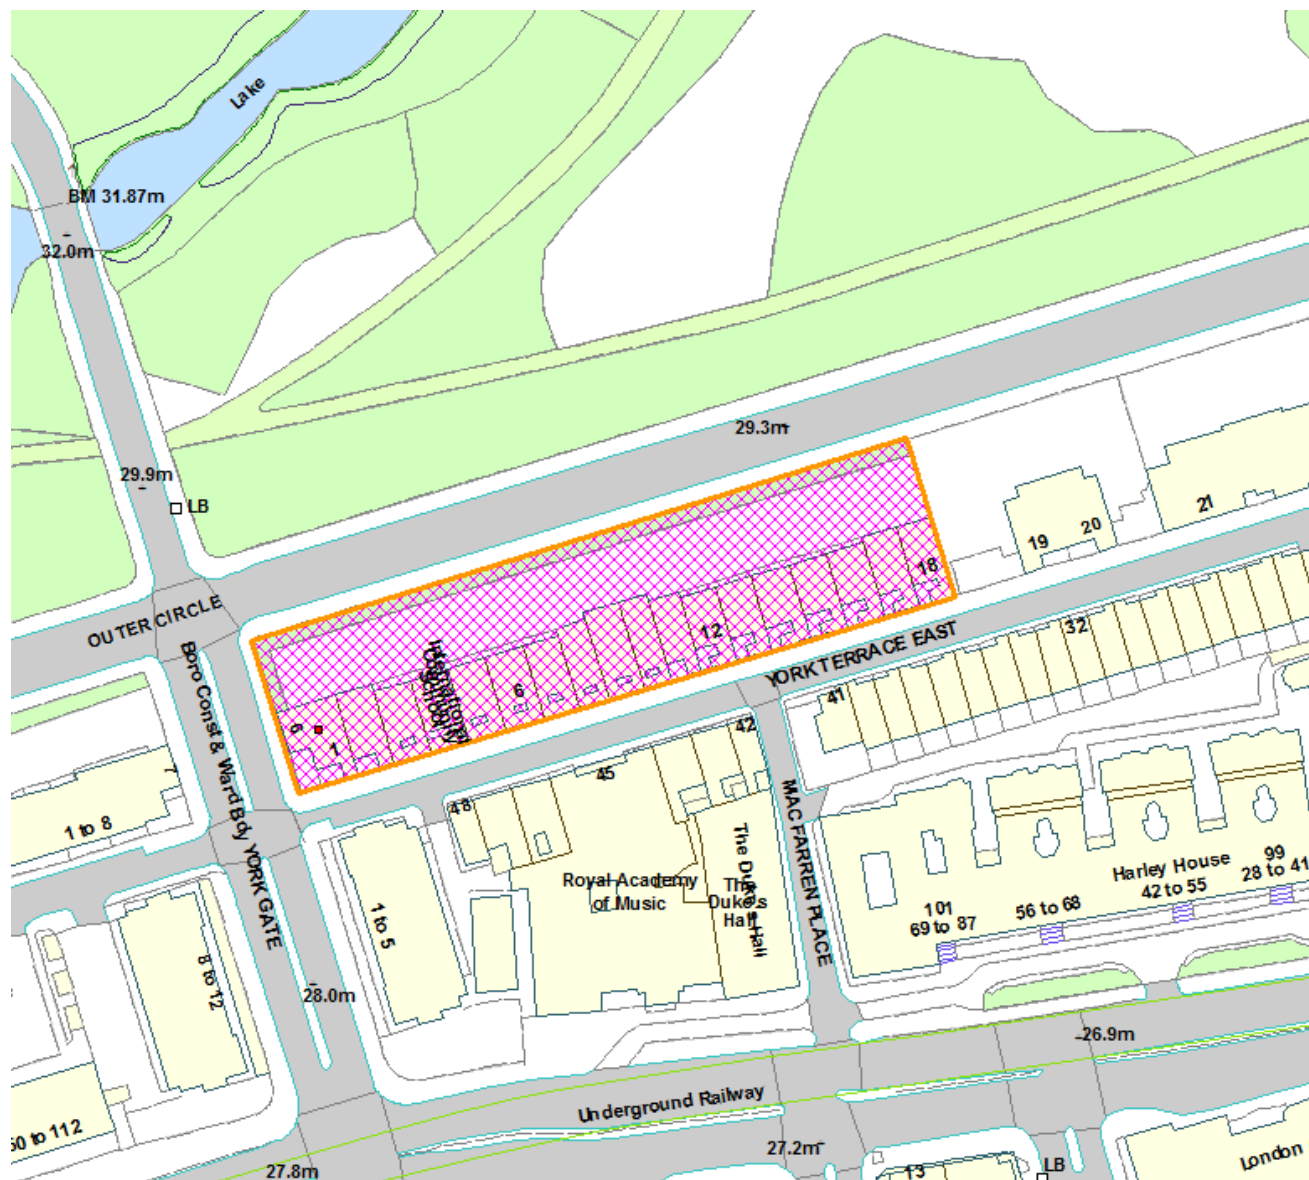 Lake
BM 31.87m
32.0m
29.3m
29.9m
LB
21
20
19
18
OUTER CIRCLE
12
32
YORK TERRACE EAST
Boro Const & Ward Bdy
6
6
41
1
42
7
45
48
MACFARREN PLACE
1 to 8
YORK GATE
The Duke's Hall
Harley House
42 to 55
99
28 to 41
Royal Academy
of Music
The
Duke's
Hall
101
69 to 87
56 to 68
1 to 5
8 to 12
28.0m
26.9m
Underground Railway
27.2m
27.8m
LB
13
London